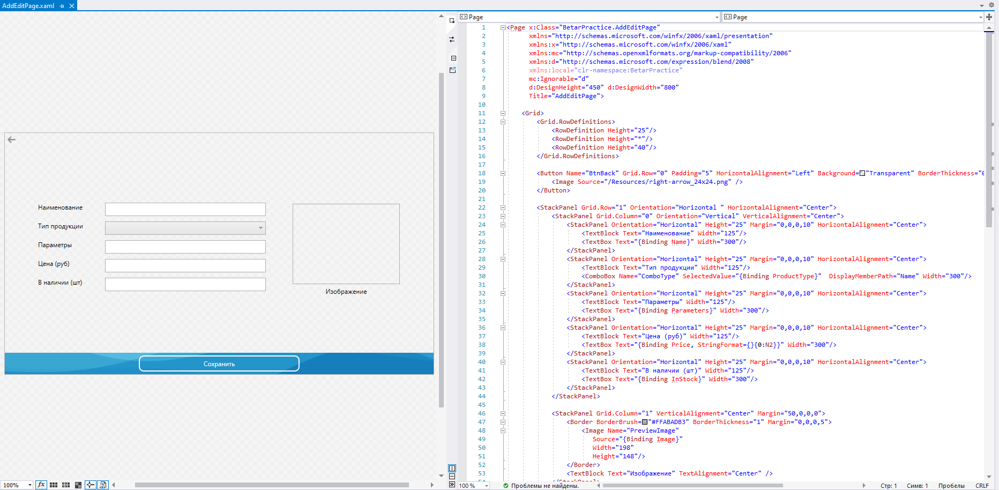 AddEditPage.xaml
Наименование
Тип продукции
Параметры
Цена (руб)
В наличии (шт)
Изображение
Сохранить
100%
fx
Page
Page
1 <Page x:Class="BetarPractice.AddEditPage"
2 xmlns="http://schemas.microsoft.com/winfx/2006/xaml/presentation"
3 xmlns:x="http://schemas.microsoft.com/winfx/2006/xaml"
4 xmlns:mc="http://schemas.openxmlformats.org/markup-compatibility/2006"
5 xmlns:d="http://schemas.microsoft.com/expression/blend/2008"
6 xmlns:local="clr-namespace:BetarPractice"
7 mc:Ignorable="d"
8 d:DesignHeight="450" d:DesignWidth="800"
9 Title="AddEditPage">
10
11 <Grid>
12 <Grid.RowDefinitions>
13 <RowDefinition Height="25"/>
14 <RowDefinition Height="*"/>
15 <RowDefinition Height="40"/>
16 </Grid.RowDefinitions>
17
18 <Button Name="BtnBack" Grid.Row="0" Padding="5" HorizontalAlignment="Left" Background="Transparent" BorderThickness="0
19 <Image Source="/Resources/right-arrow_24x24.png" />
20 </Button>
21
22 <StackPanel Grid.Row="1" Orientation="Horizontal " HorizontalAlignment="Center">
23 <StackPanel Grid.Column="0" Orientation="Vertical" VerticalAlignment="Center">
24 <StackPanel Orientation="Horizontal" Height="25" Margin="0,0,0,10" HorizontalAlignment="Center">
25 <TextBlock Text="Наименование" Width="125"/>
26 <TextBox Text="{Binding Name}" Width="300"/>
27 </StackPanel>
28 <StackPanel Orientation="Horizontal" Height="25" Margin="0,0,0,10" HorizontalAlignment="Center">
29 <TextBlock Text="Тип продукции" Width="125"/>
30 <ComboBox Name="ComboType" SelectedValue="{Binding ProductType}"  DisplayMemberPath="Name" Width="300"/>
31 </StackPanel>
32 <StackPanel Orientation="Horizontal" Height="25" Margin="0,0,0,10" HorizontalAlignment="Center">
33 <TextBlock Text="Параметры" Width="125"/>
34 <TextBox Text="{Binding Parameters}" Width="300"/>
35 </StackPanel>
36 <StackPanel Orientation="Horizontal" Height="25" Margin="0,0,0,10" HorizontalAlignment="Center">
37 <TextBlock Text="Цена (руб)" Width="125"/>
38 <TextBox Text="{Binding Price, StringFormat={}{0:N2}}" Width="300"/>
39 </StackPanel>
40 <StackPanel Orientation="Horizontal" Height="25" Margin="0,0,0,10" HorizontalAlignment="Center">
41 <TextBlock Text="В наличии (шт)" Width="125"/>
42 <TextBox Text="{Binding InStock}" Width="300"/>
43 </StackPanel>
44 </StackPanel>
45
46 <StackPanel Grid.Column="1" VerticalAlignment="Center" Margin="50,0,0,0">
47 <Border BorderBrush="#FFABADB3" BorderThickness="1" Margin="0,0,0,5">
48 <Image Name="PreviewImage"
49 Source="{Binding Image}"
50 Width="198"
51 Height="148"/>
52 </Border>
53 <TextBlock Text="Изображение" TextAlignment="Center" />
100 %
Проблемы не найдены.
Стр: 1
Симв: 1
Пробелы
CRLF